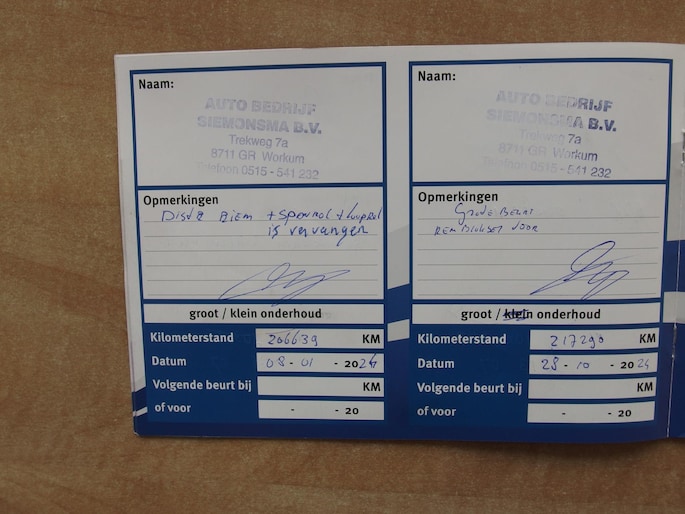 Naam:
AUTO BEDRIJF
SIEMONSMA B.V.
Trekweg 7a
8711 GR Workum
Telefoon 0515 - 541 232
Opmerkingen
DISTR RIEM + SPANROL + LOOPROL
is vervangen
groot / klein onderhoud
Kilometerstand 206639 KM
Datum 08 - 01 - 2024
Volgende beurt bij KM
of voor - - 20
Naam:
AUTO BEDRIJF
SIEMONSMA B.V.
Trekweg 7a
8711 GR Workum
Telefoon 0515 - 541 232
Opmerkingen
Grote Beurt
REM BLOKSET VOOR
groot / klein onderhoud
Kilometerstand 217290 KM
Datum 28 - 10 - 2024
Volgende beurt bij KM
of voor - - 20